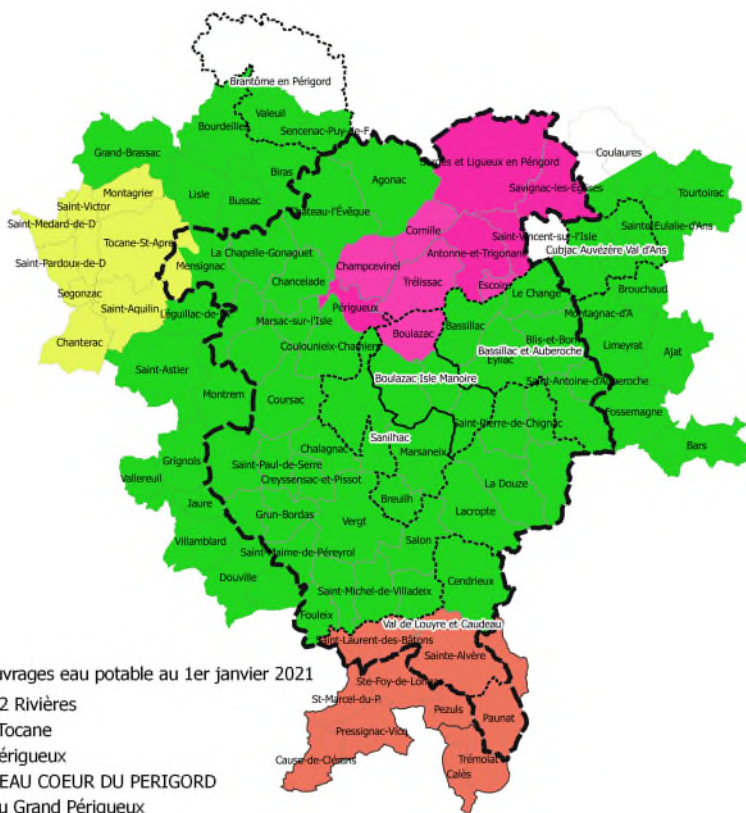 Brantôme en Périgord
Valeuil
Bourdeilles
Sencenac-Puy-de-F
Grand-Brassac
Coulaures
Sorges et Ligueux en Périgord
Biras
Agonac
Savignac-les-Eglises
Tourtoirac
Montagrier
Lisle
Bussac
Saint-Victor
Château-l'Évêque
Saint-Medard-de-D
Cornille
Saint-Vincent-sur-l'Isle
Sainte-Eulalie-d'Ans
Tocane-St-Apre
La Chapelle-Gonaguet
Antonne-et-Trigonant
Cubjac Auvézère Val d'Ans
Saint-Pardoux-de-D
Mensignac
Champcevinel
Chancelade
Trélissac
Escoire
Brouchaud
Segonzac
Le Change
Saint-Aquilin
Léguillac-de-
Périgueux
Montagnac-d'A
Marsac-sur-l'Isle
Bassillac
Boulazac
Blis-et-Born
Chanterac
Coulounieix-Chamiers
Limeyrat
Bassillac et Auberoche
Ajat
Eyliac
Saint-Astier
Boulazac Isle Manoire
Saint-Antoine-d'Auberoche
Montrem
Coursac
Fossemagne
Saint-Pierre-de-Chignac
Sanilhac
Bars
Chalagnac
Marsaneix
Grignols
Saint-Paul-de-Serre
Vallereuil
Creyssensac-et-Pissot
La Douze
Jaure
Breuilh
Grun-Bordas
Vergt
Lacropte
Villamblard
Salon
Saint-Maime-de-Péreyrol
Douville
Cendrieux
Saint-Michel-de-Villadeix
Fouleix
Val de Louyre et Caudeau
Saint-Laurent-des-Bâtons
Sainte-Alvère
uvrages eau potable au 1er janvier 2021
St-Marcel-du-P.
Pezuls
Paunat
2 Rivières
Tocane
Pressignac-Vicq
érigueux
Cause-de-Clérans
Trémolat
Calès
EAU COEUR DU PERIGORD
u Grand Périgueux